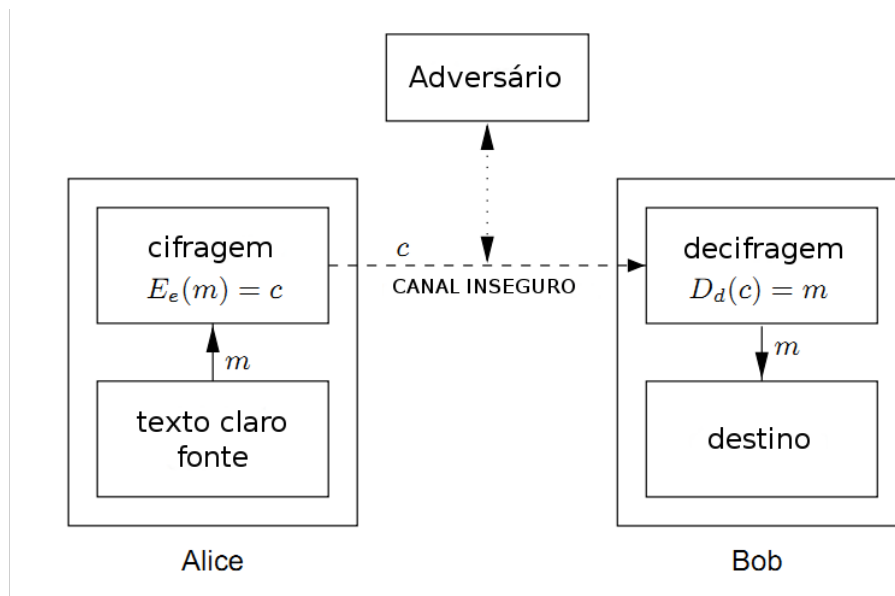 Adversário
cifragem
E_e(m) = c
c
CANAL INSEGURO
decifragem
D_d(c) = m
m
m
texto claro
fonte
destino
Alice
Bob